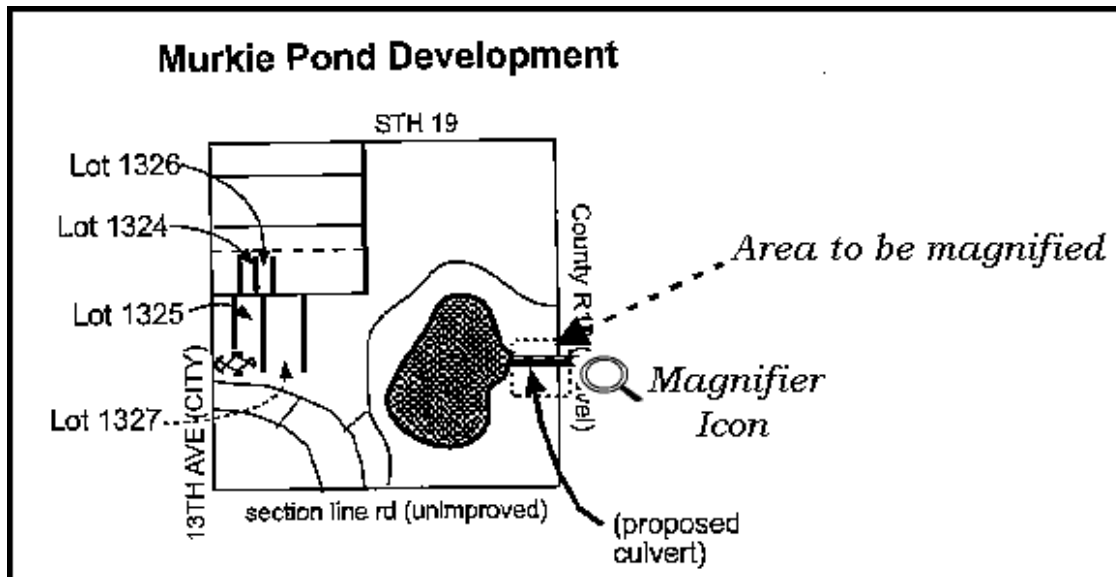 Murkie Pond Development
STH 19
Lot 1326
Lot 1324
Lot 1325
Lot 1327
13TH AVE (CITY)
County
Area to be magnified
Magnifier
Icon
section line rd (unimproved)
(proposed
culvert)